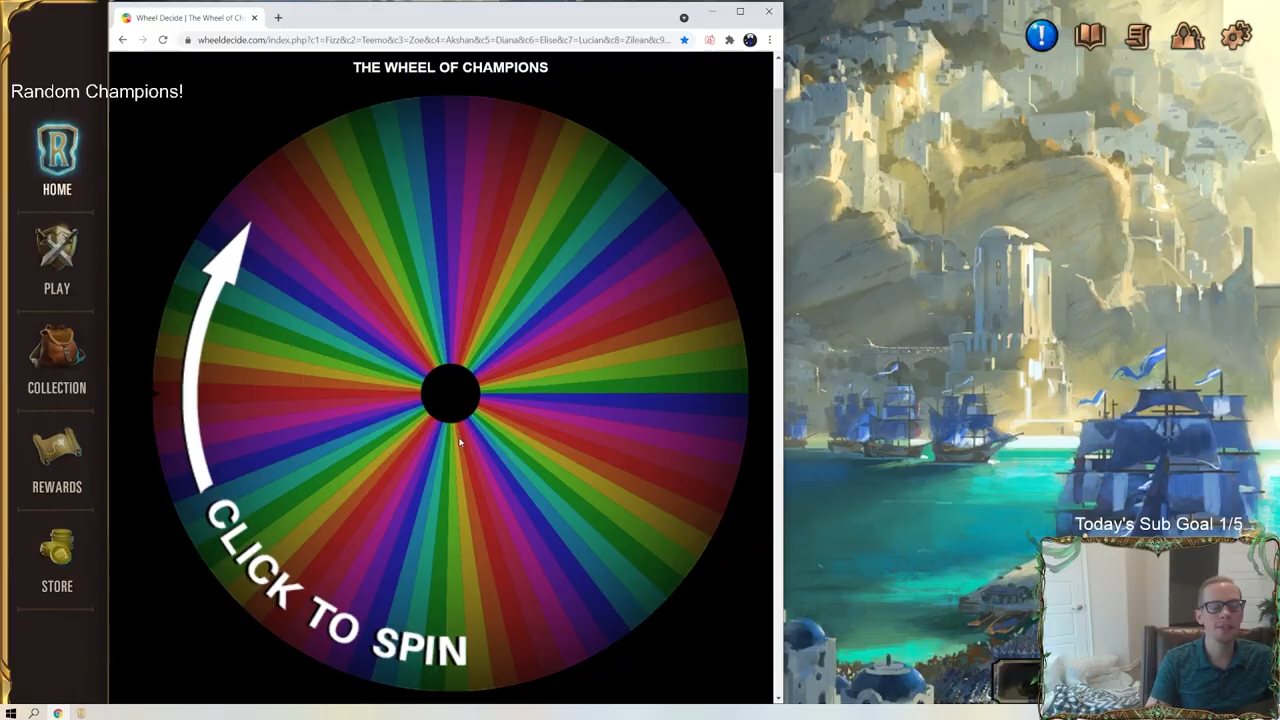 Wheel Decide | The Wheel of Ch
wheeldecide.com/index.php?c1=Fizz&c2=Teemo&c3=Zoe&c4=Akshan&c5=Diana&c6=Elise&c7=Lucian&c8=Zilean&c9...
THE WHEEL OF CHAMPIONS
Random Champions!
HOME
PLAY
COLLECTION
REWARDS
STORE
CLICK TO SPIN
Today's Sub Goal 1/5